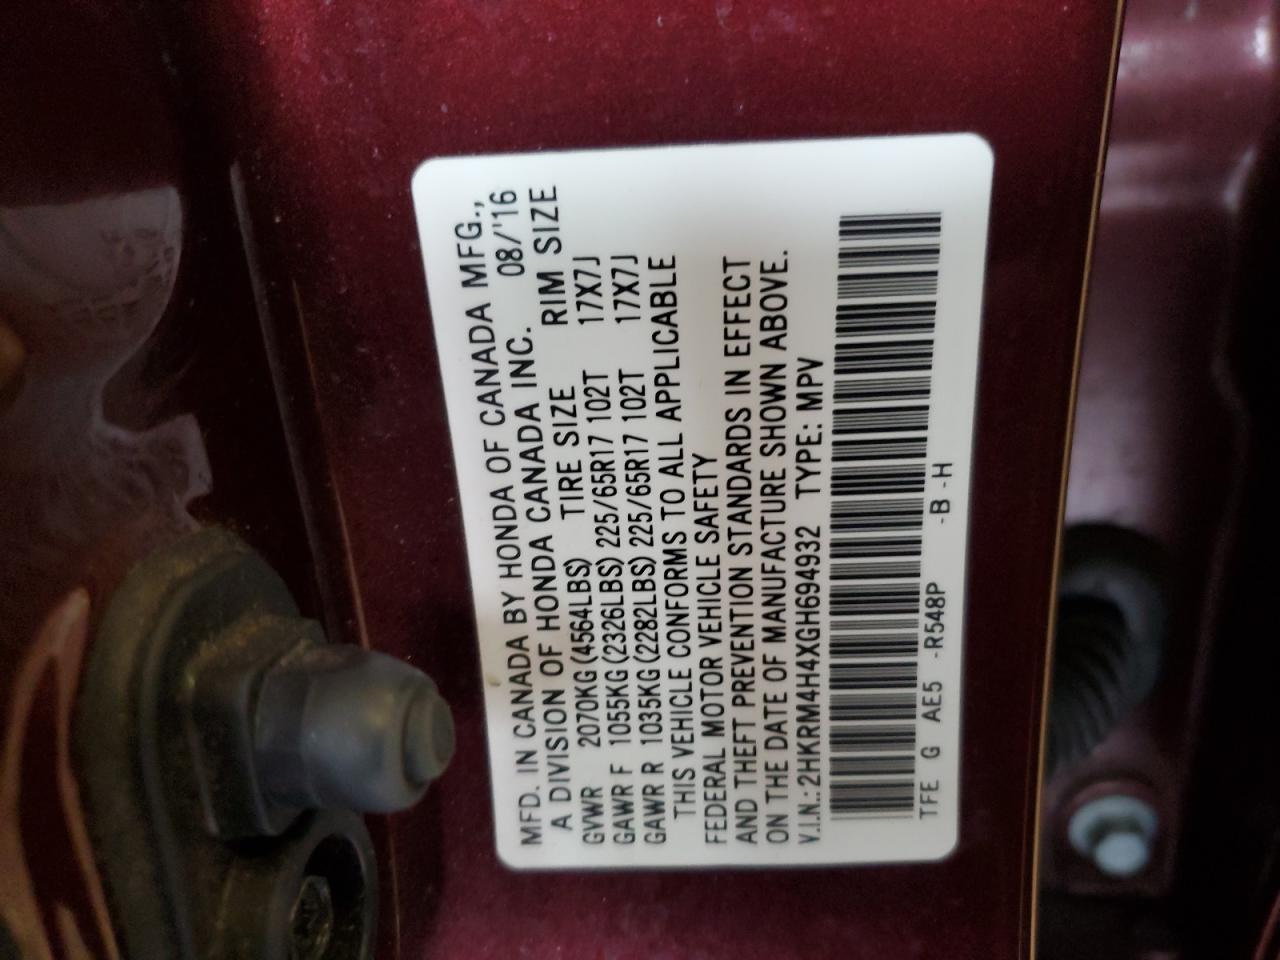 MFD. IN CANADA BY HONDA OF CANADA MFG.,
A DIVISION OF HONDA CANADA INC. 08/'16
GVWR 2070KG(4564LBS) TIRE SIZE RIM SIZE
GAWR F 1055KG(2326LBS) 225/65R17 102T 17X7J
GAWR R 1035KG(2282LBS) 225/65R17 102T 17X7J
THIS VEHICLE CONFORMS TO ALL APPLICABLE
FEDERAL MOTOR VEHICLE SAFETY
AND THEFT PREVENTION STANDARDS IN EFFECT
ON THE DATE OF MANUFACTURE SHOWN ABOVE.
V.I.N.: 2HKRM4H4XGH694932 TYPE: MPV
TFE G AE5 -R548P -B -H